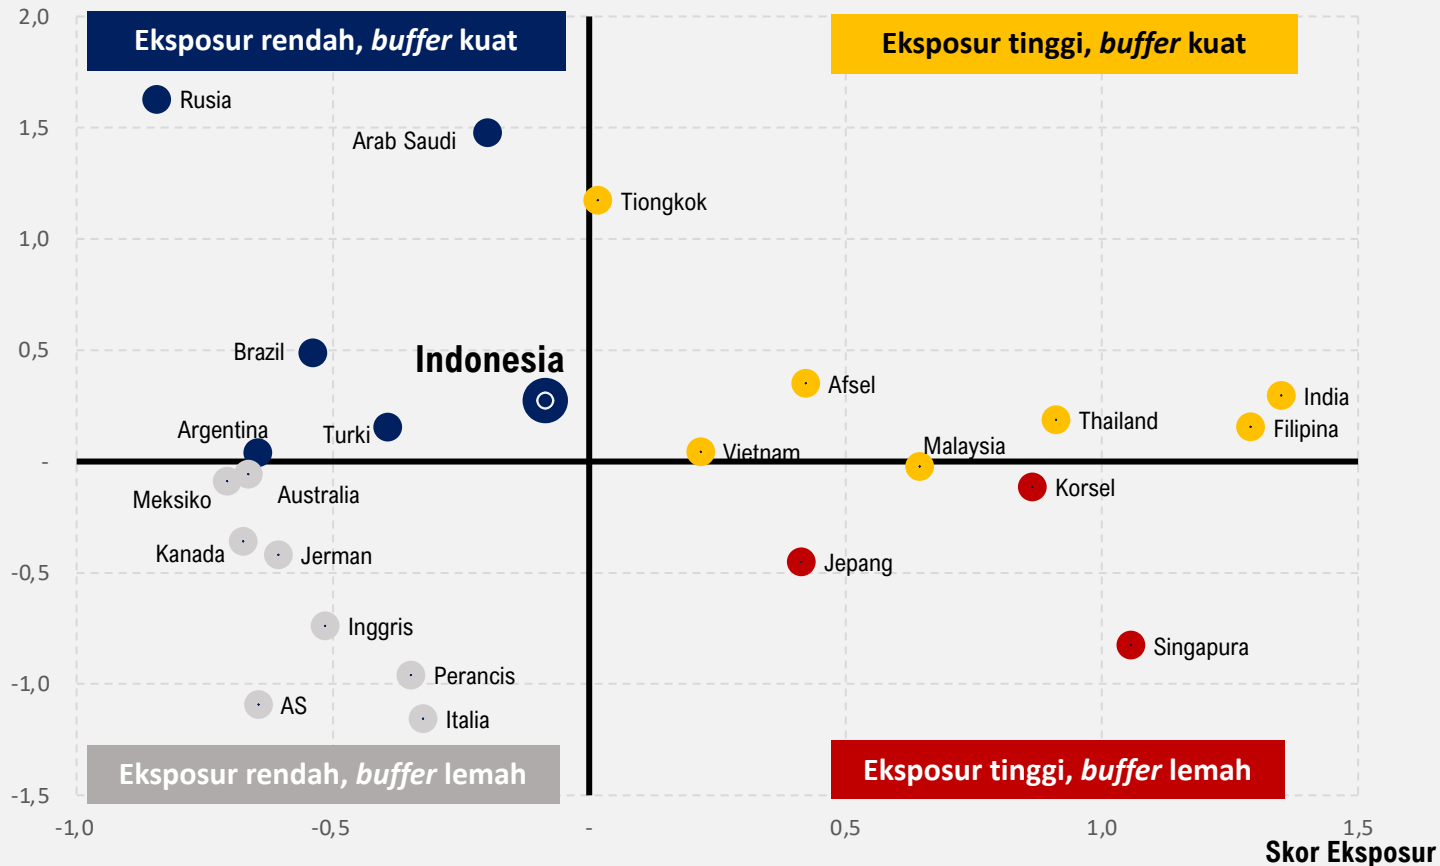 2,0
Eksposur rendah, buffer kuat
Eksposur tinggi, buffer kuat
Rusia
1,5
Arab Saudi
Tiongkok
1,0
0,5
Brazil
Indonesia
Afsel
India
Argentina
Turki
Thailand
Filipina
Vietnam
Malaysia
-
Meksiko
Australia
Korsel
Kanada
Jerman
Jepang
-0,5
Inggris
Singapura
Perancis
-1,0
AS
Italia
Eksposur rendah, buffer lemah
Eksposur tinggi, buffer lemah
-1,5
-1,0
-0,5
-
0,5
1,0
1,5
Skor Eksposur